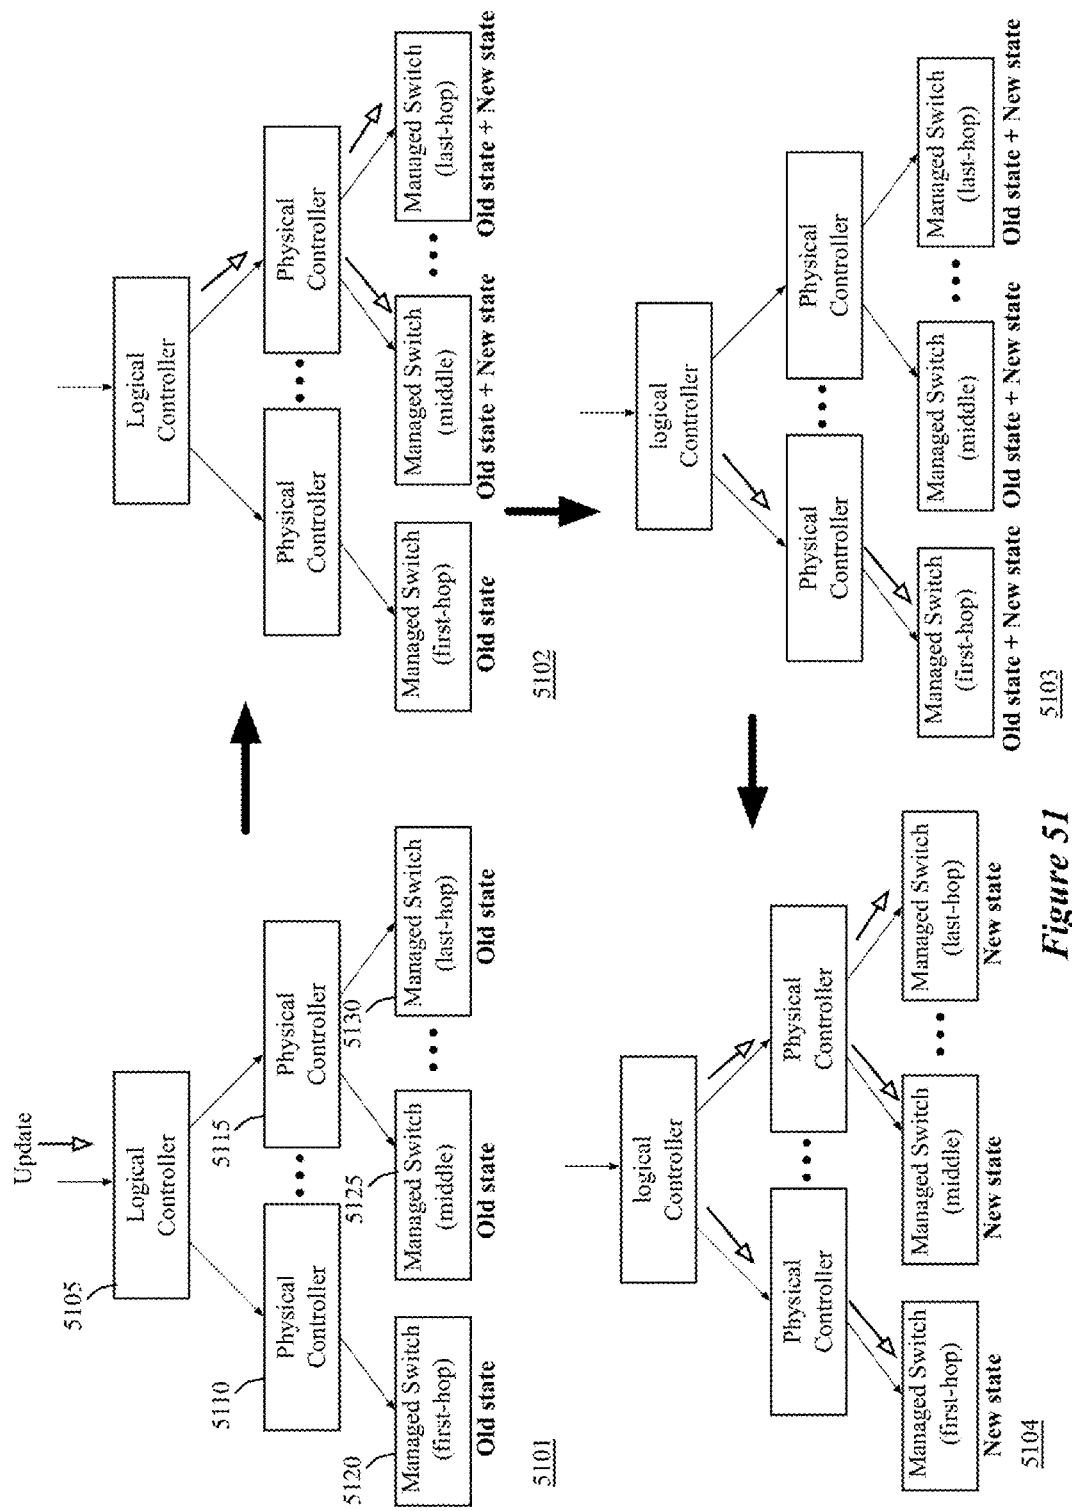 Update
5105
Logical
Controller
5110
Physical
Controller
5115
Physical
Controller
5120
Managed Switch
(first-hop)
Old state
5125
Managed Switch
(middle)
Old state
5130
Managed Switch
(last-hop)
Old state
5101
Logical
Controller
Physical
Controller
Physical
Controller
Managed Switch
(first-hop)
Old state
Managed Switch
(middle)
Old state + New state
Managed Switch
(last-hop)
Old state + New state
5102
logical
Controller
Physical
Controller
Physical
Controller
Managed Switch
(first-hop)
Old state + New state
Managed Switch
(middle)
Old state + New state
Managed Switch
(last-hop)
Old state + New state
5103
logical
Controller
Physical
Controller
Physical
Controller
Managed Switch
(first-hop)
New state
Managed Switch
(middle)
New state
Managed Switch
(last-hop)
New state
5104
Figure 51